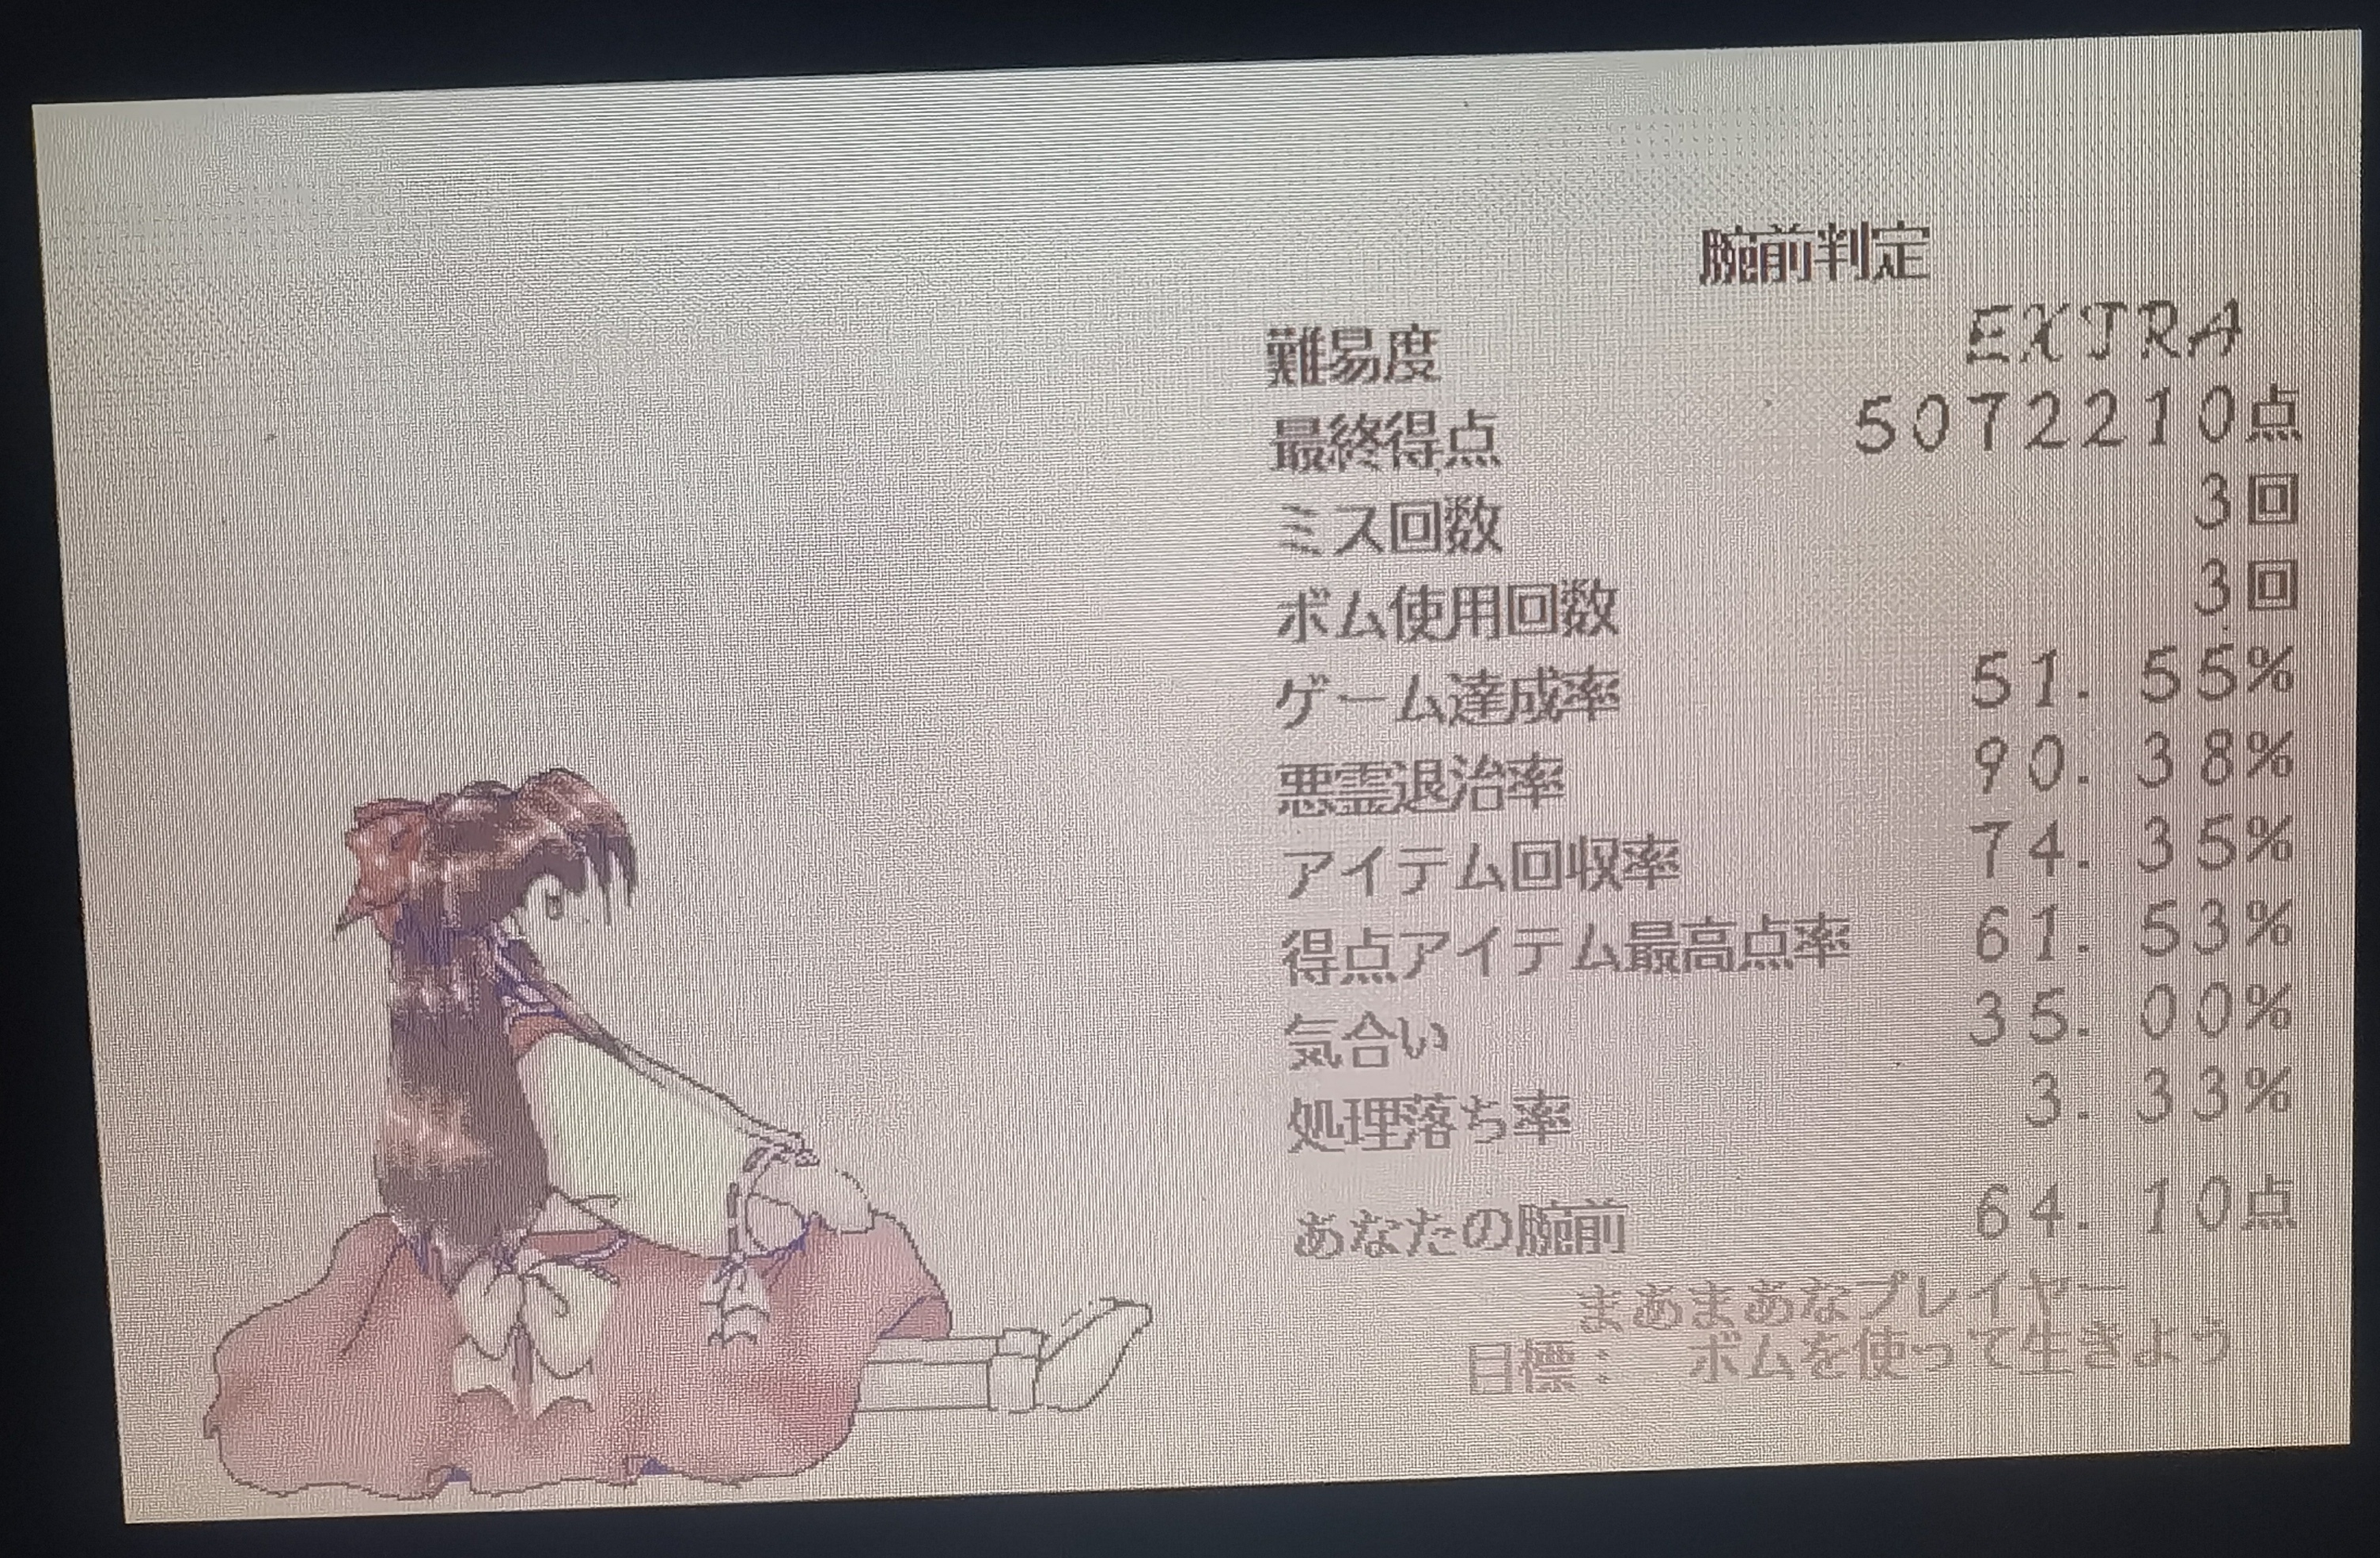 腕前判定
難易度 EXTRA
最終得点 5072210点
ミス回数 3回
ボム使用回数 3回
ゲーム達成率 51.55%
悪霊退治率 90.38%
アイテム回収率 74.35%
得点アイテム最高点率 61.53%
気合い 35.00%
処理落ち率 3.33%
あなたの腕前 64.10点
まあまあなプレイヤー
目標： ボムを使って生きよう